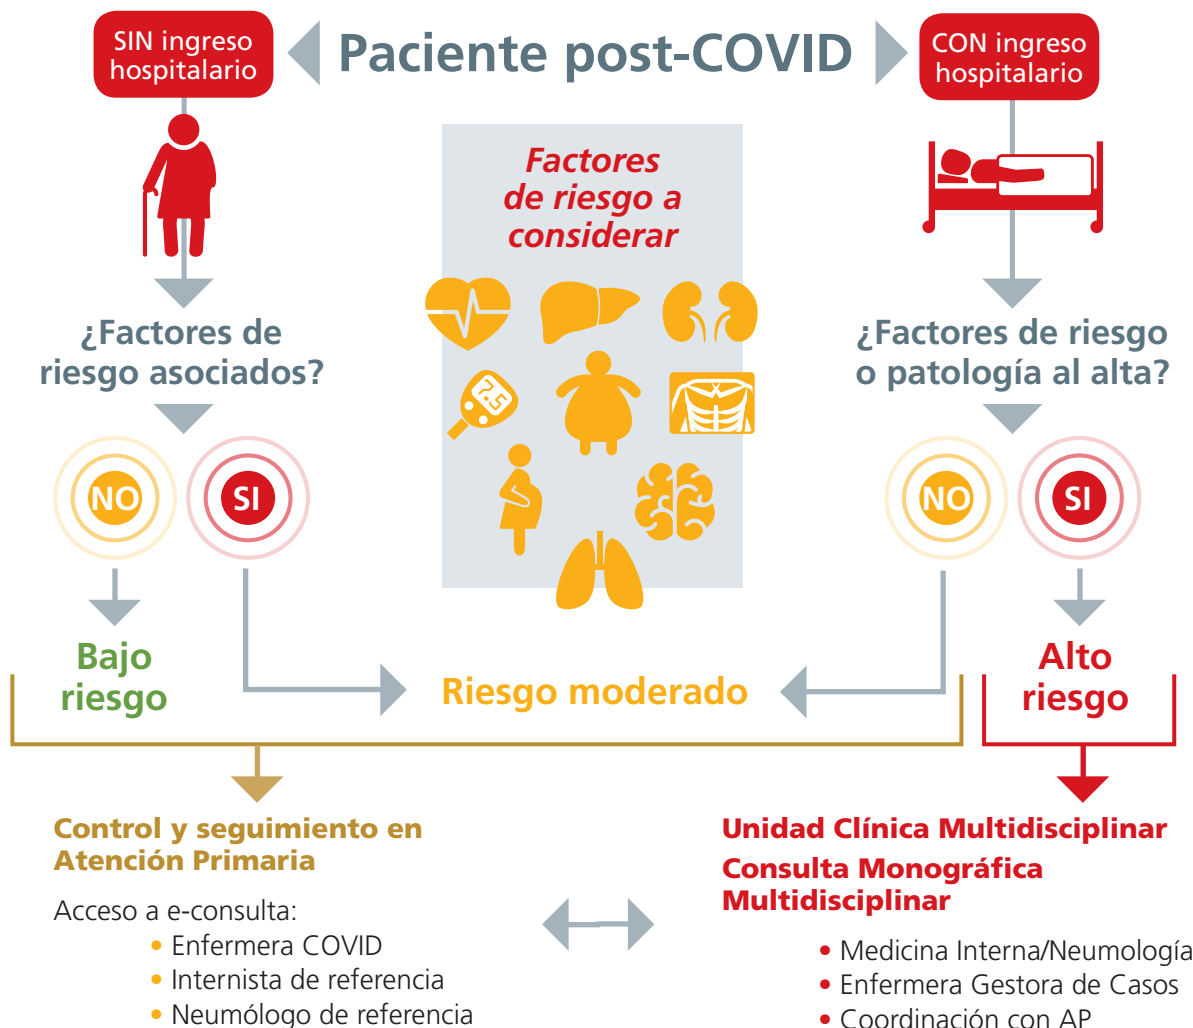 SIN ingreso
hospitalario
Paciente post-COVID
CON ingreso
hospitalario
Factores
de riesgo a
considerar
¿Factores de
riesgo asociados?
¿Factores de riesgo
o patología al alta?
7.5
NO
SI
NO
SI
Bajo
riesgo
Riesgo moderado
Alto
riesgo
Control y seguimiento en
Atención Primaria
Acceso a e-consulta:
• Enfermera COVID
• Internista de referencia
• Neumólogo de referencia
Unidad Clínica Multidisciplinar
Consulta Monográfica
Multidisciplinar
• Medicina Interna/Neumología
• Enfermera Gestora de Casos
• Coordinación con AP